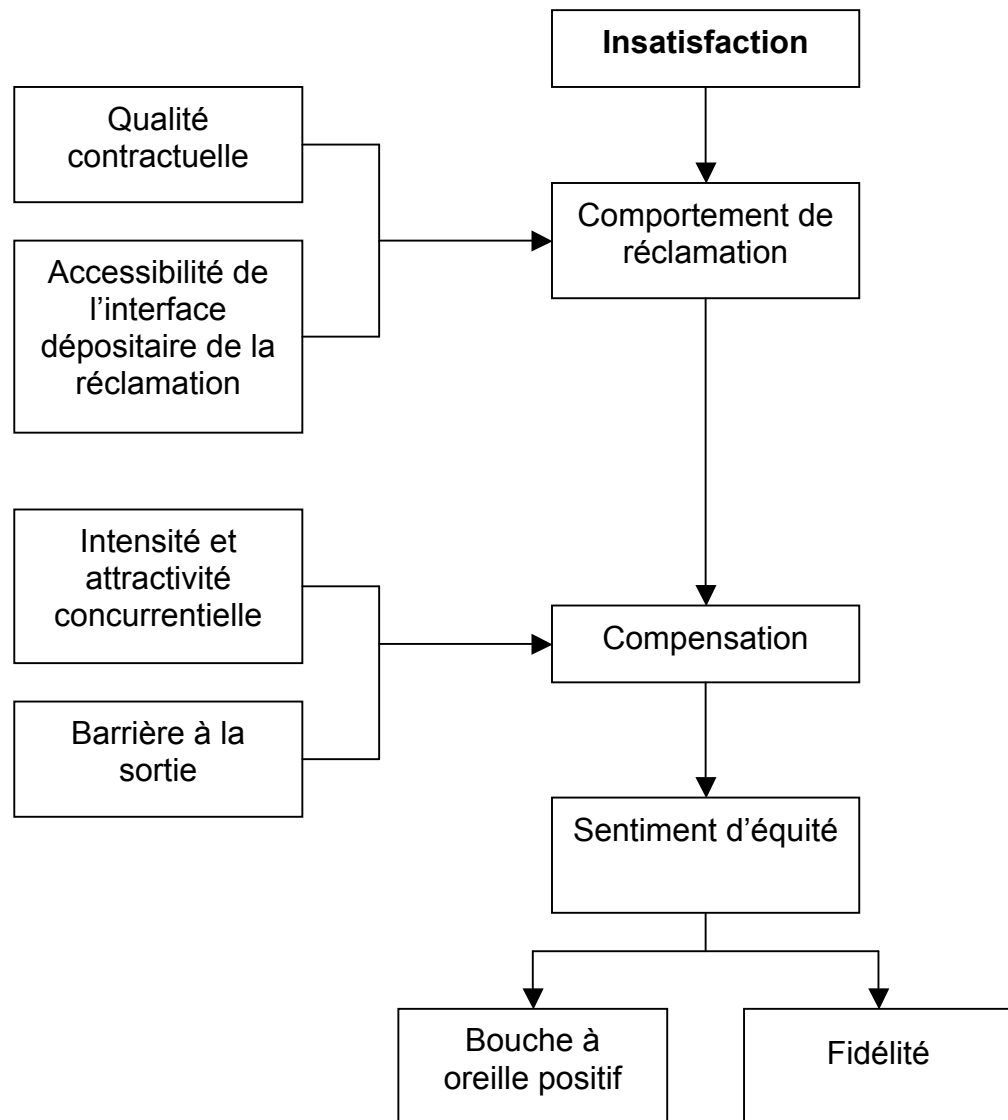 Insatisfaction
Qualité
contractuelle
Comportement de
réclamation
Accessibilité de
l’interface
dépositaire de la
réclamation
Intensité et
attractivité
concurrentielle
Compensation
Barrière à la
sortie
Sentiment d’équité
Bouche à
oreille positif
Fidélité